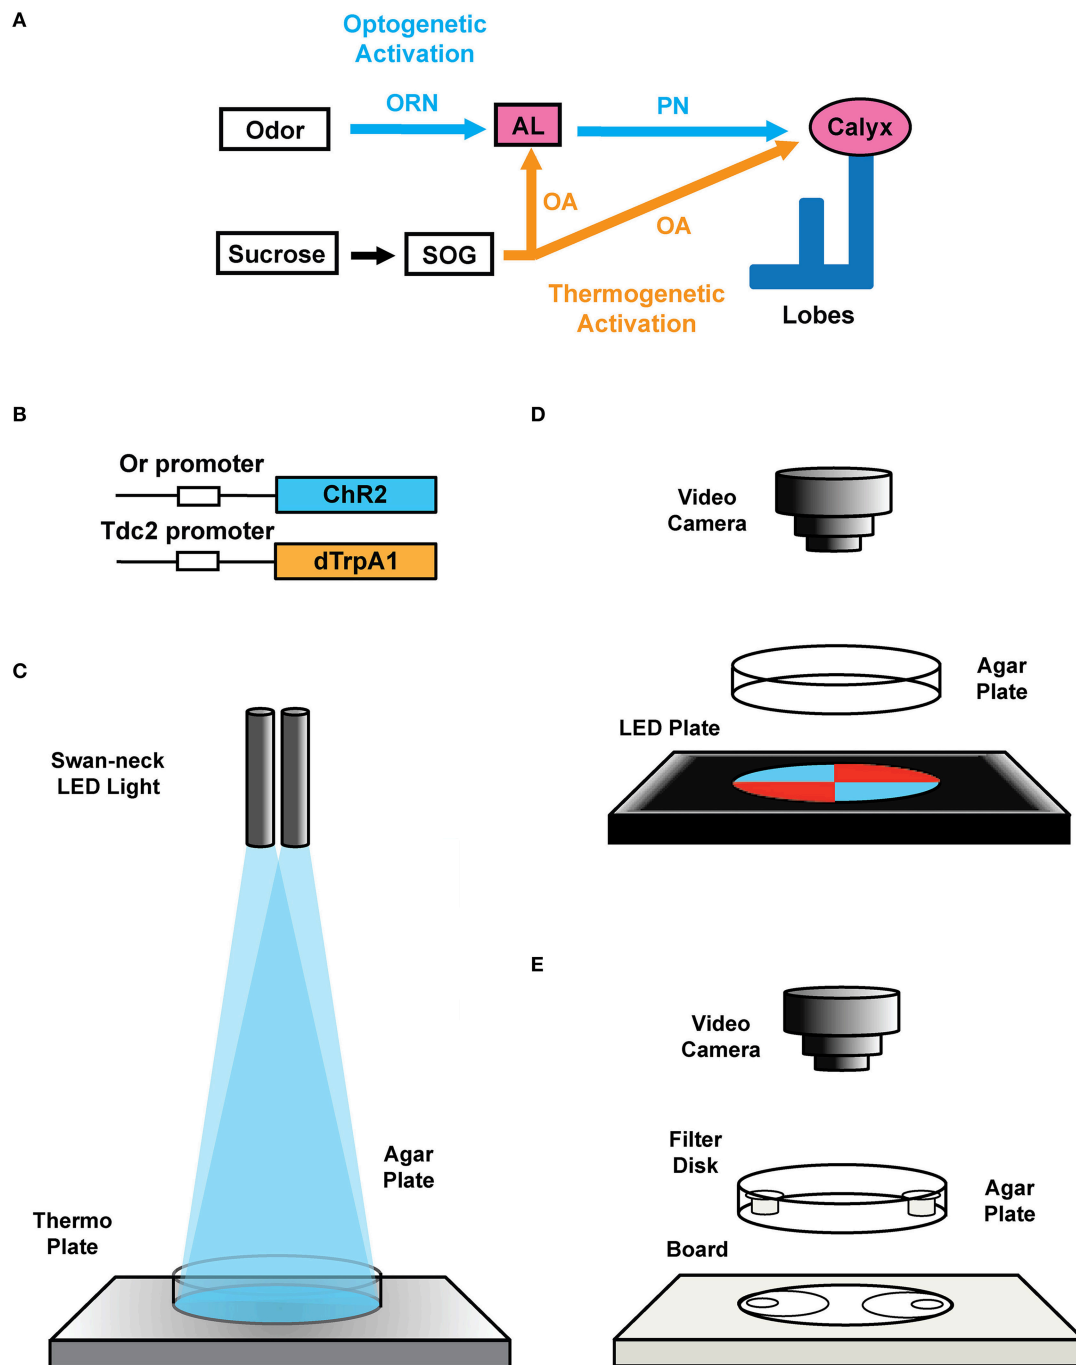 A
Optogenetic
Activation
ORN
PN
Odor
AL
Calyx
OA
OA
Sucrose
SOG
Thermogenetic
Activation
Lobes
B
Or promoter
ChR2
Tdc2 promoter
dTrpA1
C
Swan-neck
LED Light
Agar
Plate
Thermo
Plate
D
Video
Camera
Agar
Plate
LED Plate
E
Video
Camera
Filter
Disk
Agar
Plate
Board